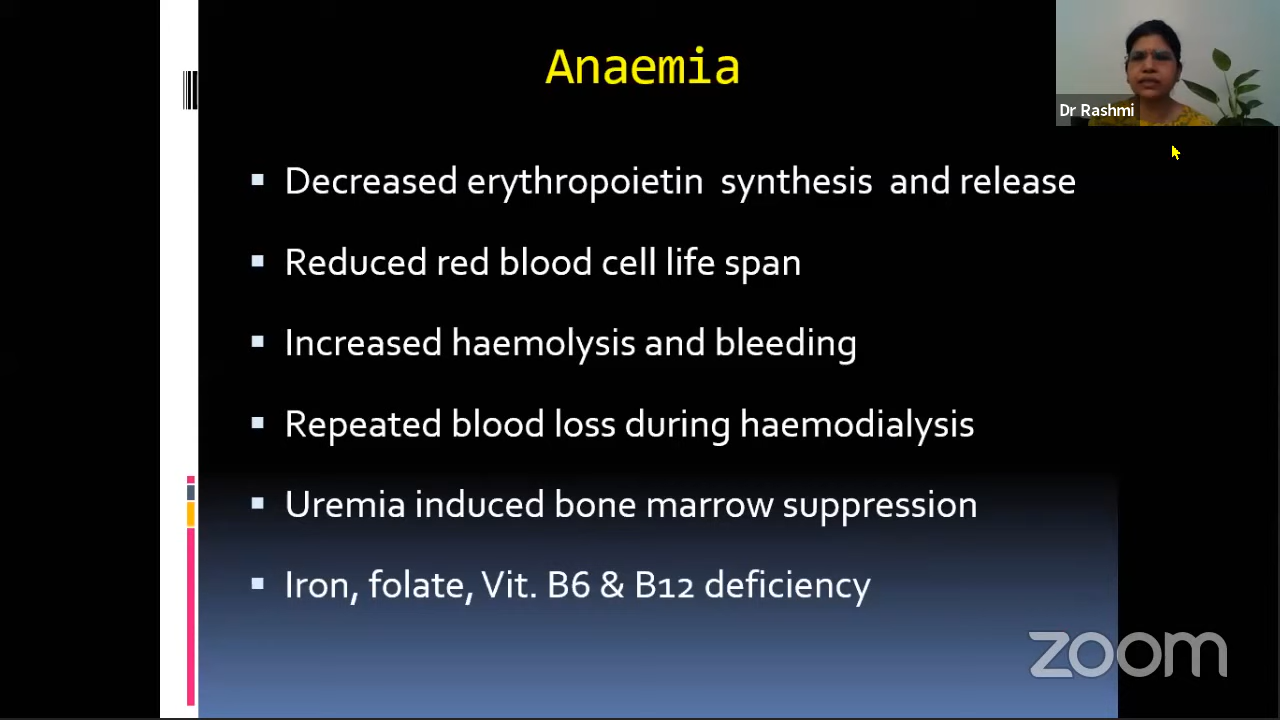 Anaemia
Dr Rashmi
▪ Decreased erythropoietin synthesis and release
▪ Reduced red blood cell life span
▪ Increased haemolysis and bleeding
▪ Repeated blood loss during haemodialysis
▪ Uremia induced bone marrow suppression
▪ Iron, folate, Vit. B6 & B12 deficiency
zoom